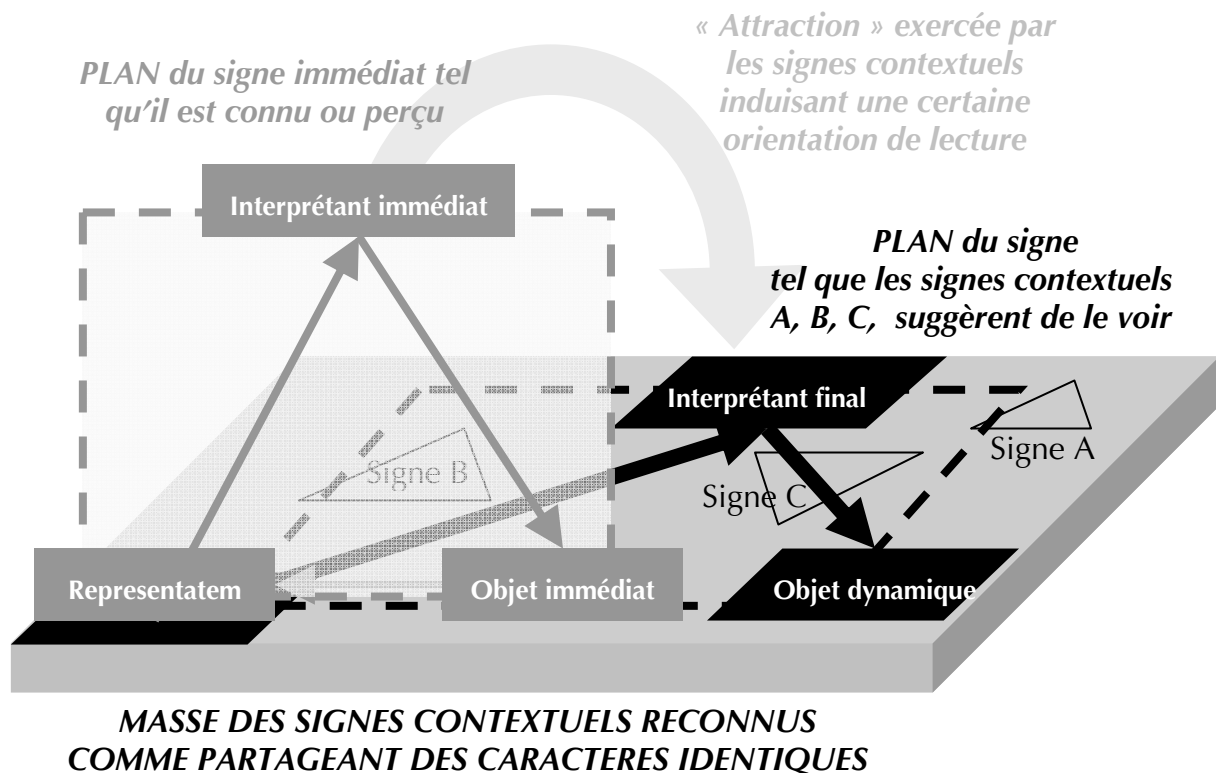 « Attraction » exercée par
les signes contextuels
induisant une certaine
orientation de lecture
PLAN du signe immédiat tel
qu'il est connu ou perçu
Interprétant immédiat
PLAN du signe
tel que les signes contextuels
A, B, C, suggèrent de le voir
Interprétant final
Signe A
Signe B
Signe C
Representatem
Objet immédiat
Objet dynamique
MASSE DES SIGNES CONTEXTUELS RECONNUS
COMME PARTAGEANT DES CARACTERES IDENTIQUES